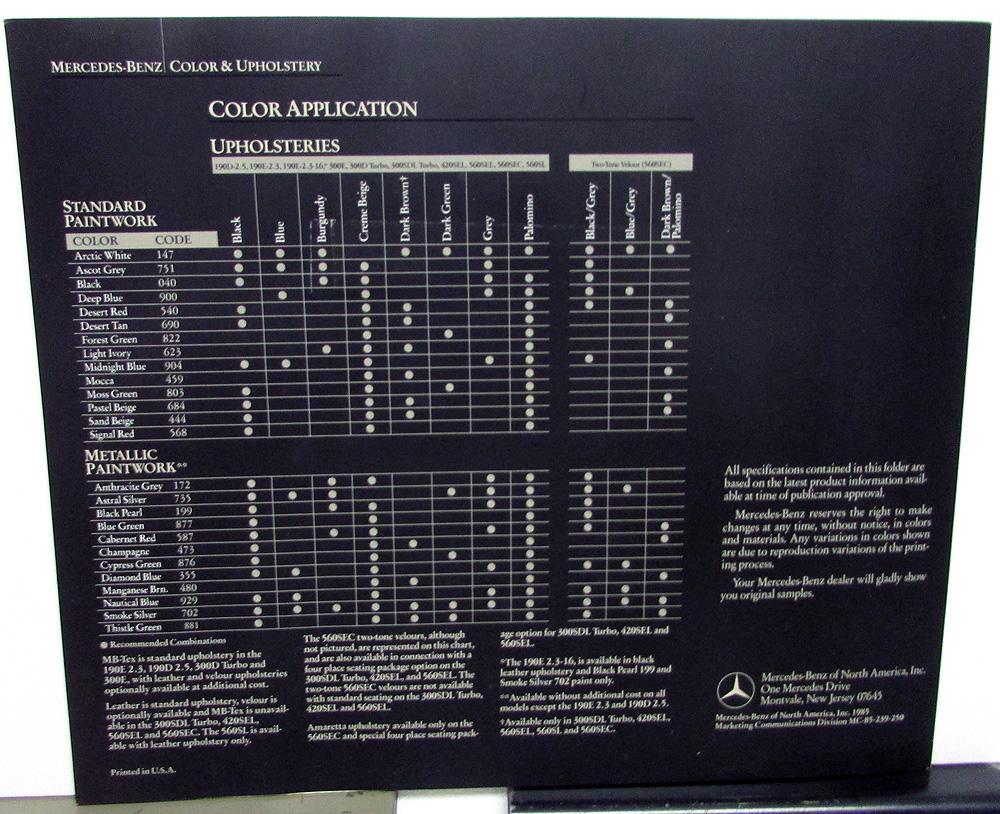 MERCEDES-BENZ COLOR & UPHOLSTERY
COLOR APPLICATION
UPHOLSTERIES
190D-2.5, 190E-2.3, 190E-2.3-16,* 300E, 300D Turbo, 300SDL Turbo, 420SEL, 560SEL, 560SEC, 560SL
Two-Tone Velour (560SEC)
Black
Blue
Burgundy
Creme Beige
Dark Brown†
Dark Green
Grey
Palomino
Black/Grey
Blue/Grey
Dark Brown/
Palomino
STANDARD
PAINTWORK
COLOR CODE
Arctic White 147
Ascot Grey 751
Black 040
Deep Blue 900
Desert Red 540
Desert Tan 690
Forest Green 822
Light Ivory 623
Midnight Blue 904
Mocca 459
Moss Green 803
Pastel Beige 684
Sand Beige 444
Signal Red 568
METALLIC
PAINTWORK**
Anthracite Grey 172
Astral Silver 735
Black Pearl 199
Blue Green 877
Cabernet Red 587
Champagne 473
Cypress Green 876
Diamond Blue 355
Manganese Brn. 480
Nautical Blue 929
Smoke Silver 702
Thistle Green 881
Recommended Combinations
MB-Tex is standard upholstery in the
190E 2.3, 190D 2.5, 300D Turbo and
300E, with leather and velour upholsteries
optionally available at additional cost.
Leather is standard upholstery, velour is
optionally available and MB-Tex is unavail-
able in the 300SDL Turbo, 420SEL,
560SEL and 560SEC. The 560SL is avail-
able with leather upholstery only.
The 560SEC two-tone velours, although
not pictured, are represented on this chart,
and are also available in connection with a
four place seating package option on the
300SDL Turbo, 420SEL, and 560SEL. The
two-tone 560SEC velours are not available
with standard seating on the 300SDL Turbo,
420SEL and 560SEL.
Amaretta upholstery available only on the
560SEC and special four place seating pack-
age option for 300SDL Turbo, 420SEL and
560SEL.
*The 190E 2.3-16, is available in black
leather upholstery and Black Pearl 199 and
Smoke Silver 702 paint only.
**Available without additional cost on all
models except the 190E 2.3 and 190D 2.5.
†Available only in 300SDL Turbo, 420SEL,
560SEL, 560SL and 560SEC.
All specifications contained in this folder are
based on the latest product information avail-
able at time of publication approval.
Mercedes-Benz reserves the right to make
changes at any time, without notice, in colors
and materials. Any variations in colors shown
are due to reproduction variations of the print-
ing process.
Your Mercedes-Benz dealer will gladly show
you original samples.
Mercedes-Benz of North America, Inc.
One Mercedes Drive
Montvale, New Jersey 07645
Mercedes-Benz of North America, Inc. 1985
Marketing Communications Division MC-85-239-250
Printed in U.S.A.